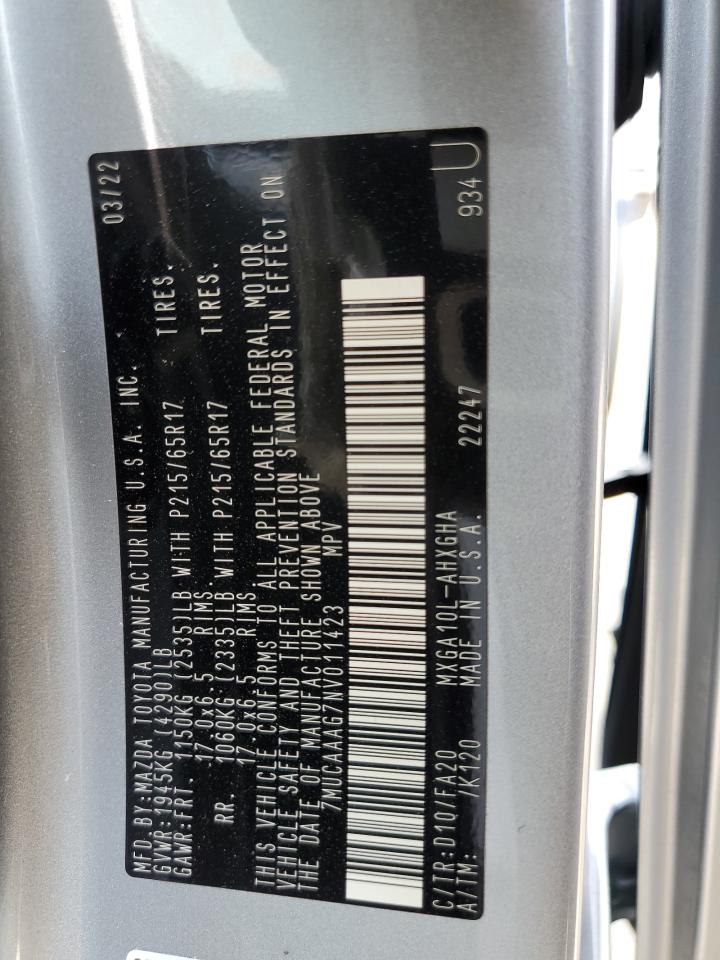 MFD. BY:MAZDA TOYOTA MANUFACTURING U.S.A. INC. 03/22
GVWR:1945KG (4290)LB
GAWR:FRT. 1150KG (2535)LB WITH P215/65R17 TIRES.
17.0x6.5 RIMS
RR. 1060KG (2335)LB WITH P215/65R17 TIRES.
17.0x6.5 RIMS
THIS VEHICLE CONFORMS TO ALL APPLICABLE FEDERAL MOTOR
VEHICLE SAFETY AND THEFT PREVENTION STANDARDS IN EFFECT ON
THE DATE OF MANUFACTURE SHOWN ABOVE
7MUCAAAG7NV011423 MPV
C/TR:D10/FA20 MXGA10L-AHXGHA
A/TM: /K120 MADE IN U.S.A. 22247 934 U